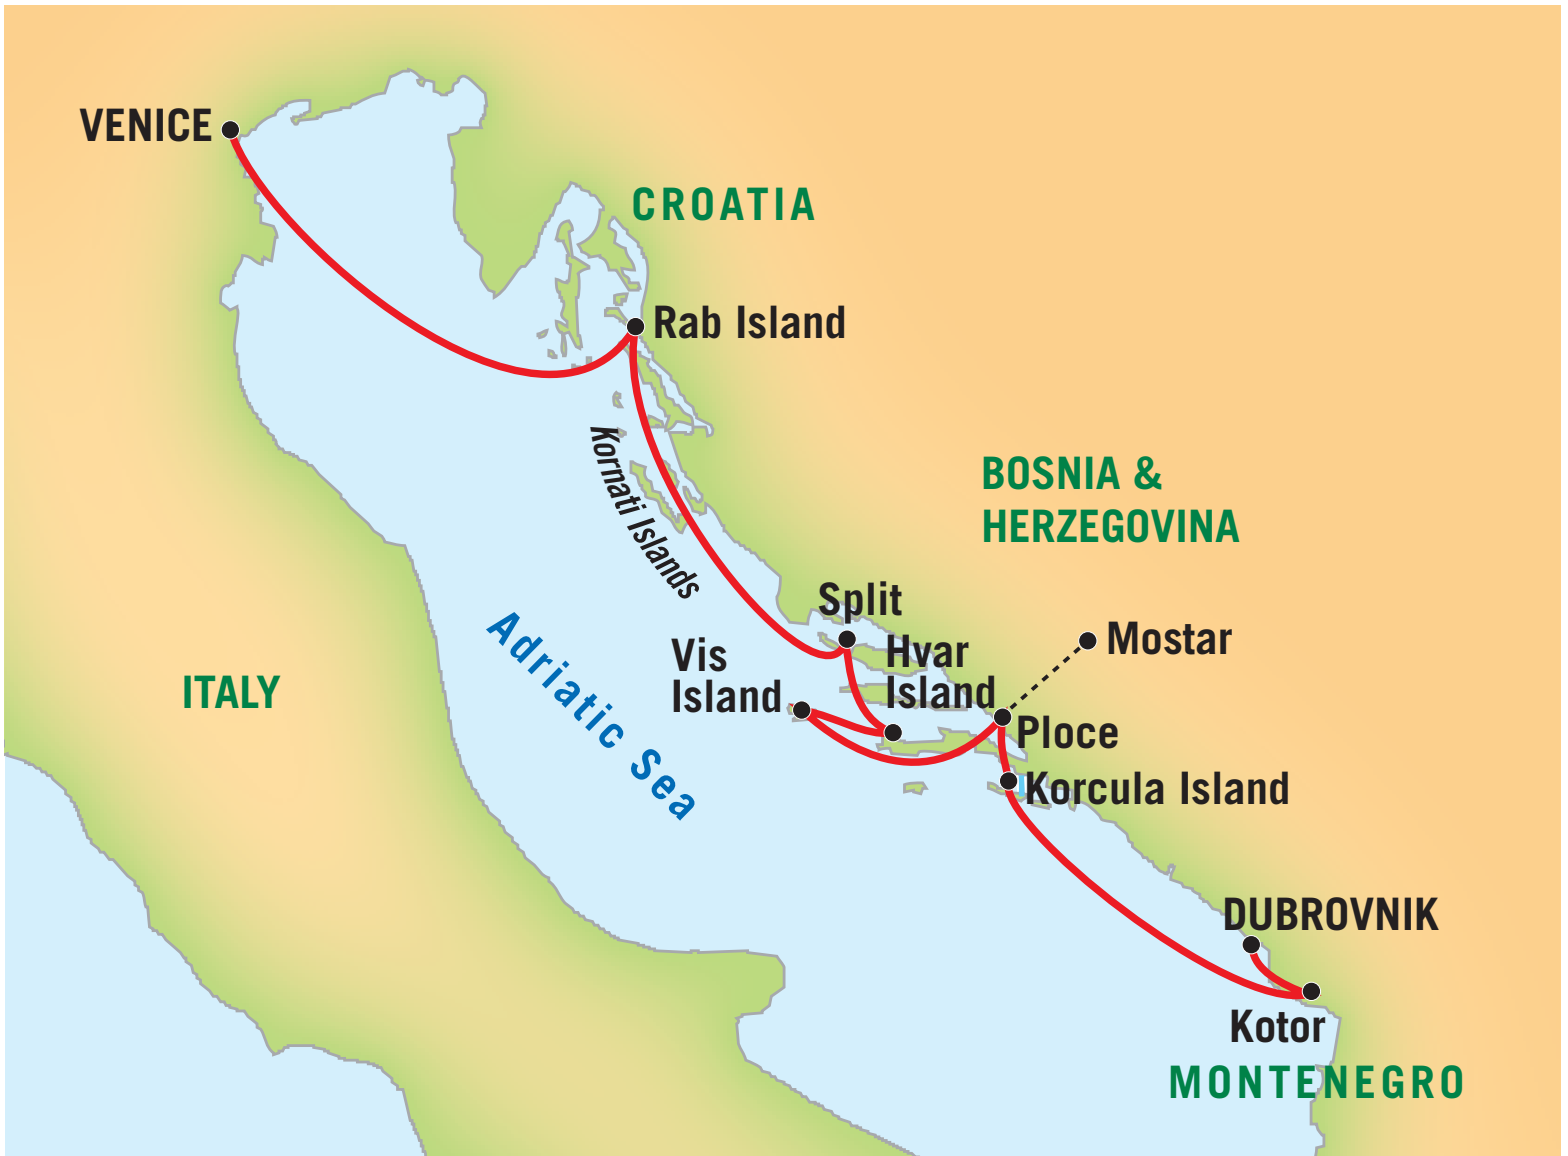 VENICE
CROATIA
Rab Island
Kornati Islands
BOSNIA &
HERZEGOVINA
Split
Mostar
Hvar
Island
Vis
Island
Adriatic Sea
ITALY
Ploce
Korcula Island
DUBROVNIK
Kotor
MONTENEGRO